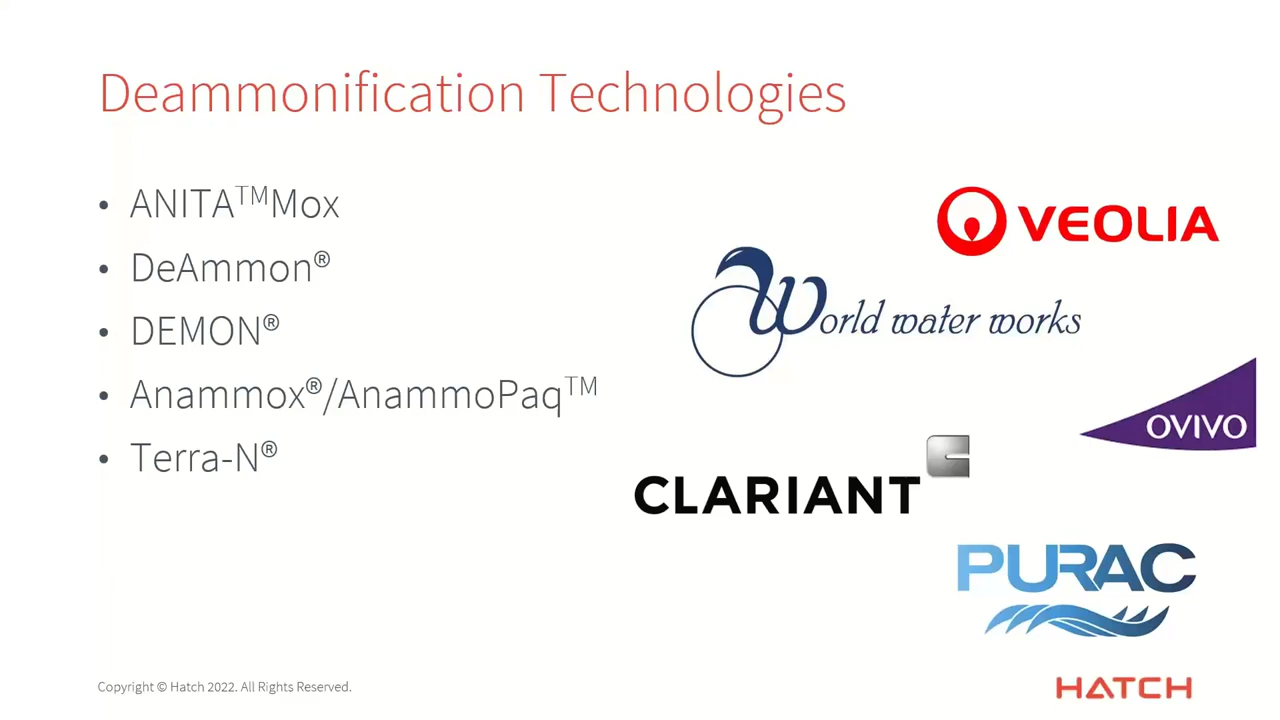 Deammonification Technologies
• ANITA™Mox
• DeAmmon®
• DEMON®
• Anammox®/AnammoPaq™
• Terra-N®
VEOLIA
World water works
OVIVO
CLARIANT
PURAC
Copyright © Hatch 2022. All Rights Reserved.
HATCH